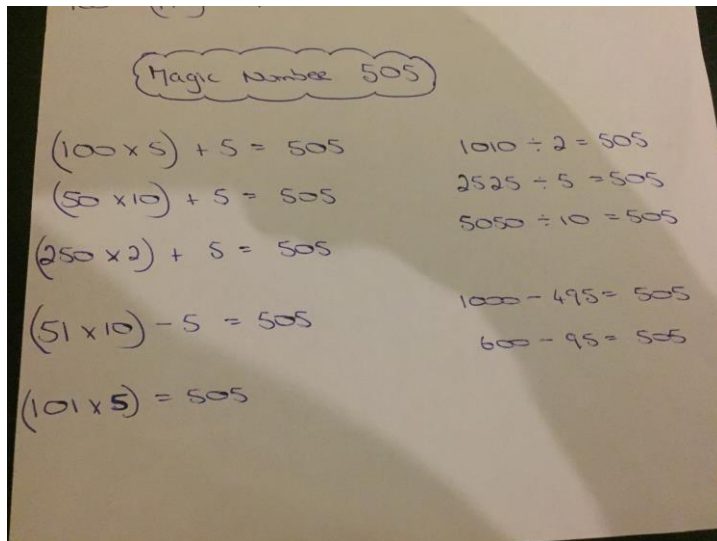 Magic Number 505
(100 x 5) + 5 = 505
(50 x 10) + 5 = 505
(250 x 2) + 5 = 505
(51 x 10) - 5 = 505
(101 x 5) = 505
1010 ÷ 2 = 505
2525 ÷ 5 = 505
5050 ÷ 10 = 505
1000 - 495 = 505
600 - 95 = 505